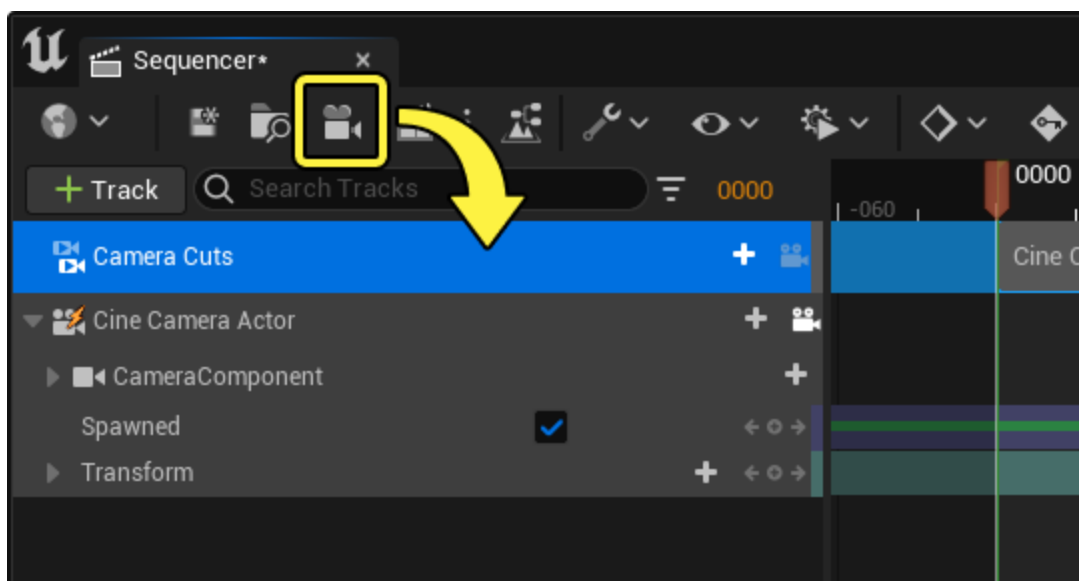 Sequencer*
Track
Search Tracks
0000
0000
-060
Camera Cuts
Cine C
Cine Camera Actor
CameraComponent
Spawned
Transform